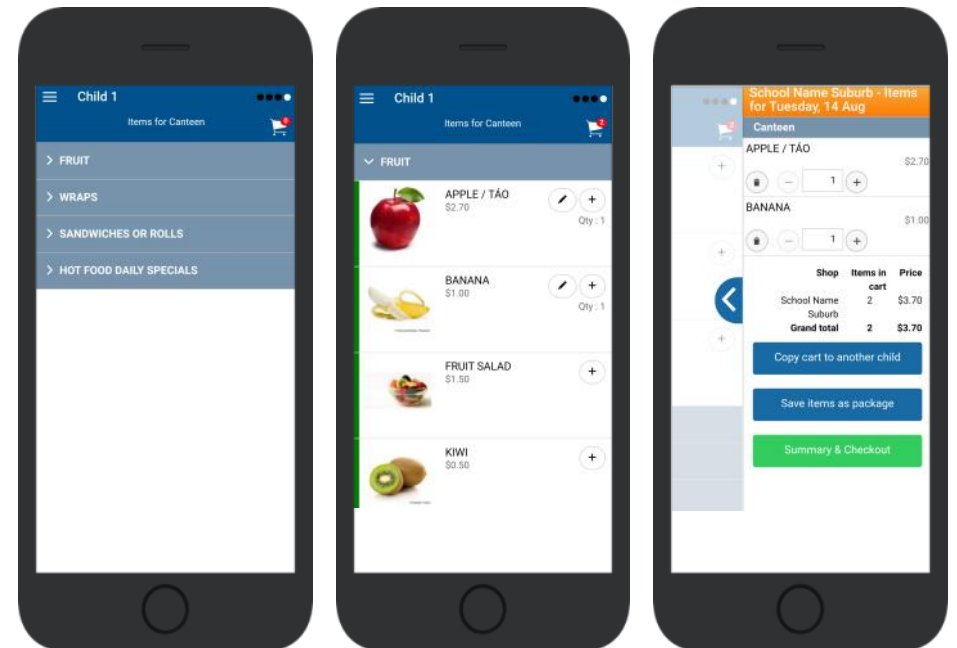 Child 1
Items for Canteen
FRUIT
WRAPS
SANDWICHES OR ROLLS
HOT FOOD DAILY SPECIALS
Child 1
Items for Canteen
2
FRUIT
APPLE / TÁO
$2.70
Qty : 1
BANANA
$1.00
Qty : 1
FRUIT SALAD
$1.50
KIWI
$0.50
School Name Suburb - Items
for Tuesday, 14 Aug
Canteen
APPLE / TÁO
$2.70
1
BANANA
$1.00
1
Shop Items in Price
cart
School Name 2 $3.70
Suburb
Grand total 2 $3.70
Copy cart to another child
Save items as package
Summary & Checkout